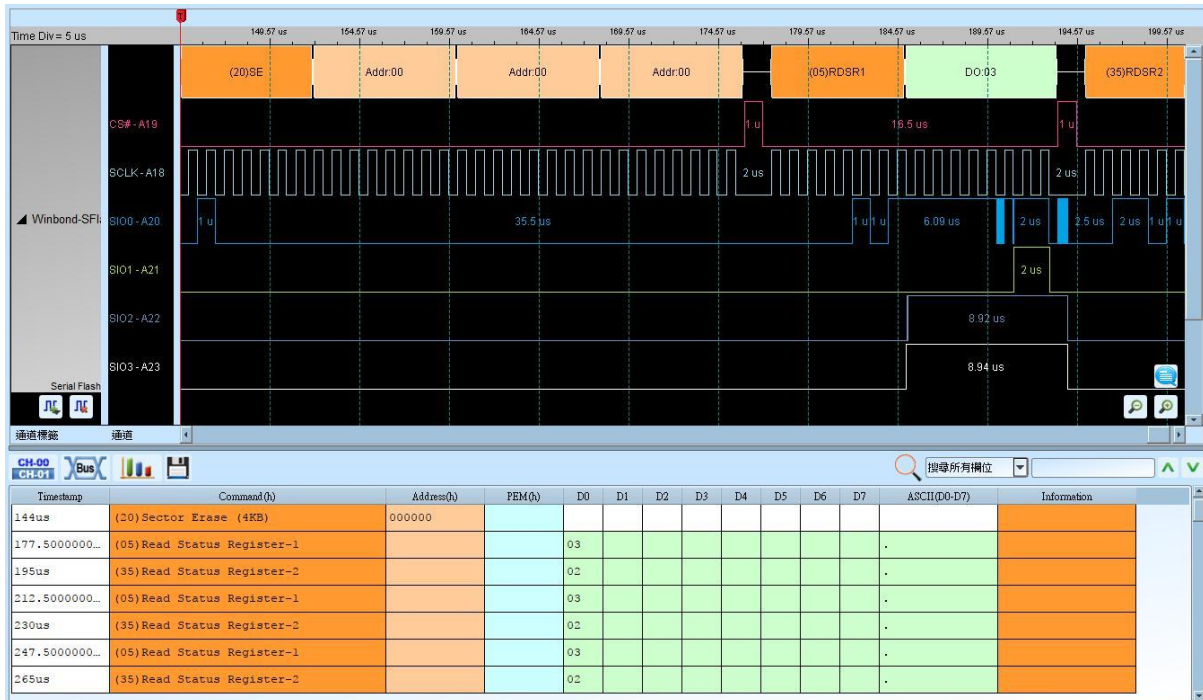 Time Div = 5 us
149.57 us 154.57 us 159.57 us 164.57 us 169.57 us 174.57 us 179.57 us 184.57 us 189.57 us 194.57 us 199.57 us
(20)SE Addr:00 Addr:00 Addr:00 (05)RDSR1 DO:03 (35)RDSR2
CS# - A19 1 u 16.5 us 1 u
SCLK - A18 2 us 2 us
Winbond-SFl SIO0 - A20 1 u 35.5 us 1 u 1 u 6.09 us 2 us 2.5 us 2 us 1 u 1 u
SIO1 - A21 2 us
SIO2 - A22 8.92 us
SIO3 - A23 8.94 us
Serial Flash
通道標籤 通道
CH-00
CH-01
Bus
搜尋所有欄位
Timestamp Command(h) Address(h) PEM(h) D0 D1 D2 D3 D4 D5 D6 D7 ASCII(D0-D7) Information
144us (20)Sector Erase (4KB) 000000
177.5000000... (05)Read Status Register-1 03 .
195us (35)Read Status Register-2 02 .
212.5000000... (05)Read Status Register-1 03 .
230us (35)Read Status Register-2 02 .
247.5000000... (05)Read Status Register-1 03 .
265us (35)Read Status Register-2 02 .